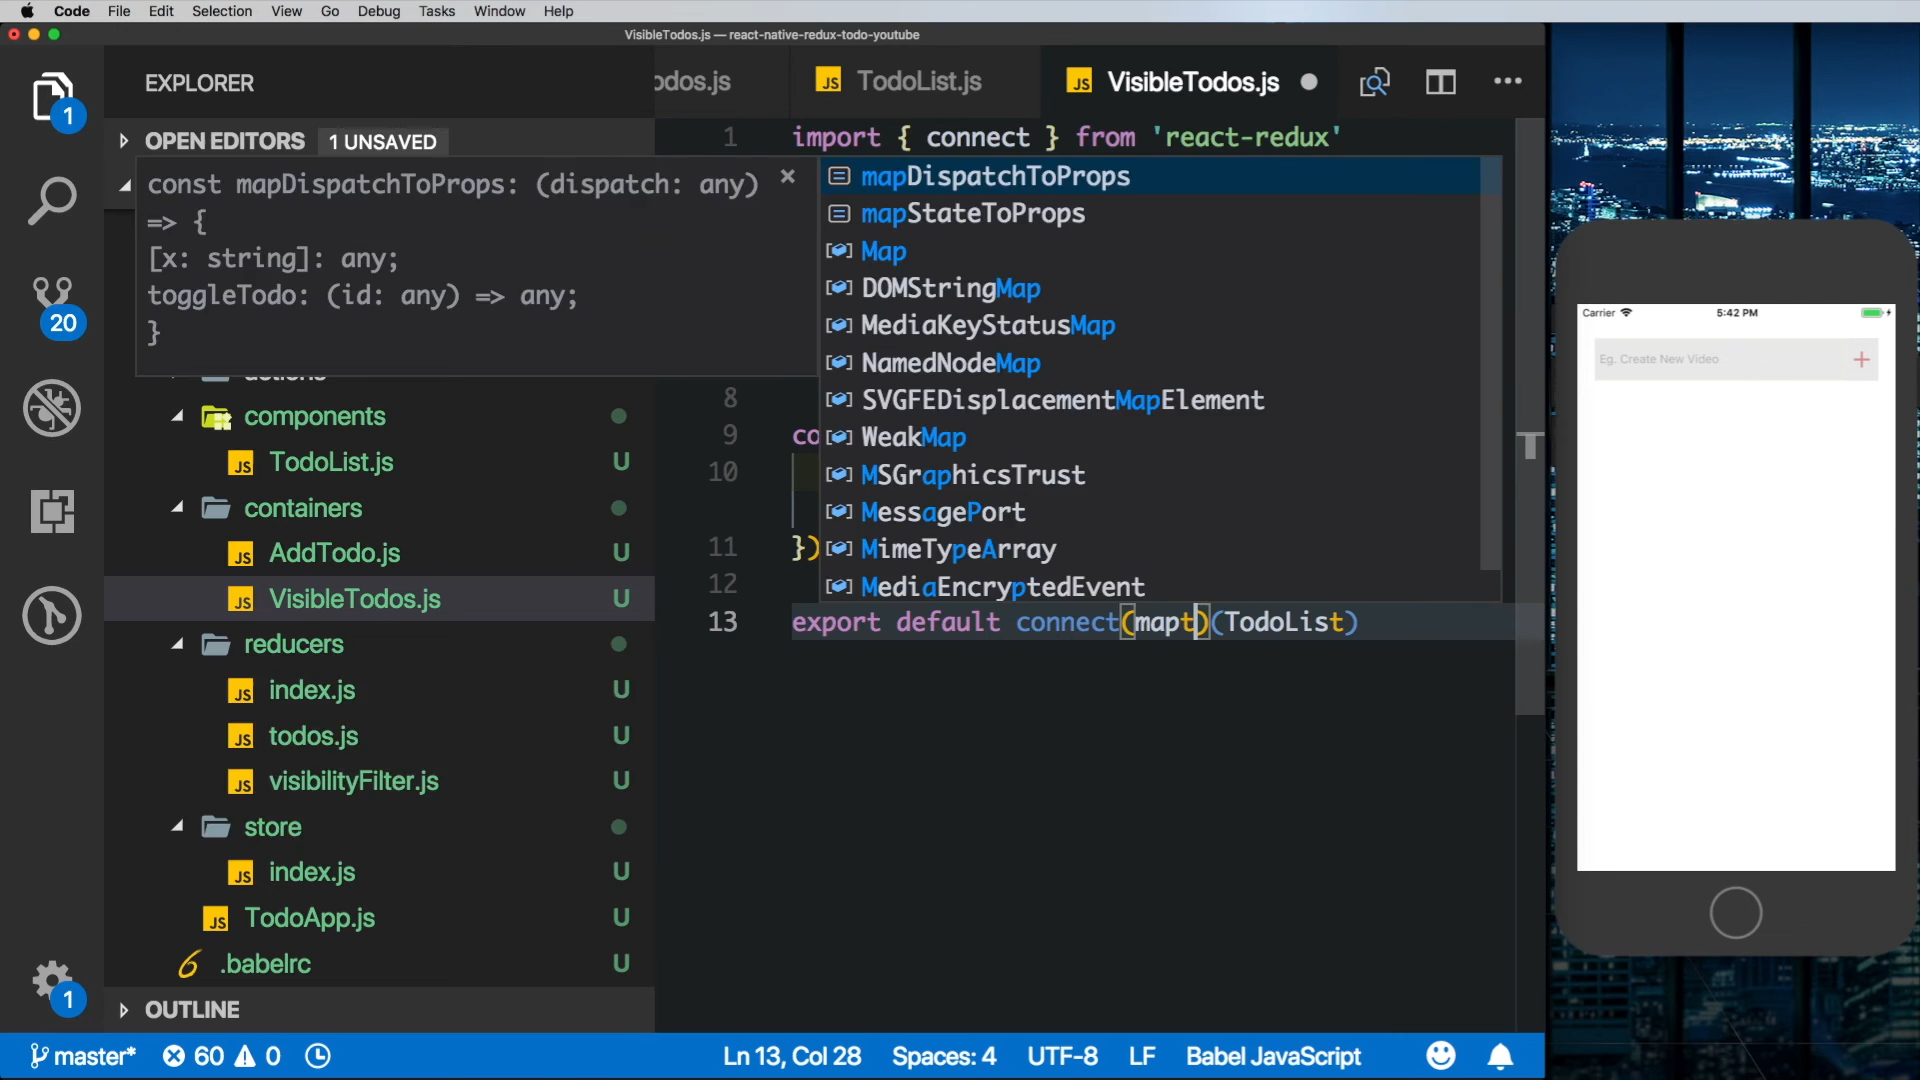 Code File Edit Selection View Go Debug Tasks Window Help
VisibleTodos.js — react-native-redux-todo-youtube
EXPLORER
odos.js
TodoList.js
VisibleTodos.js
1
OPEN EDITORS
1 UNSAVED
1 import { connect } from 'react-redux'
const mapDispatchToProps: (dispatch: any)
=> {
[x: string]: any;
toggleTodo: (id: any) => any;
}
mapDispatchToProps
mapStateToProps
Map
DOMStringMap
MediaKeyStatusMap
NamedNodeMap
SVGFEDisplacementMapElement
WeakMap
MSGraphicsTrust
MessagePort
MimeTypeArray
MediaEncryptedEvent
20
actions
components
TodoList.js U
containers
AddTodo.js U
VisibleTodos.js U
reducers
index.js U
todos.js U
visibilityFilter.js U
store
index.js U
TodoApp.js U
.babelrc U
1
OUTLINE
8
9 co
10
11 })
12
13 export default connect(mapt)(TodoList)
Carrier 5:42 PM
Eg. Create New Video +
master* 60 0
Ln 13, Col 28 Spaces: 4 UTF-8 LF Babel JavaScript